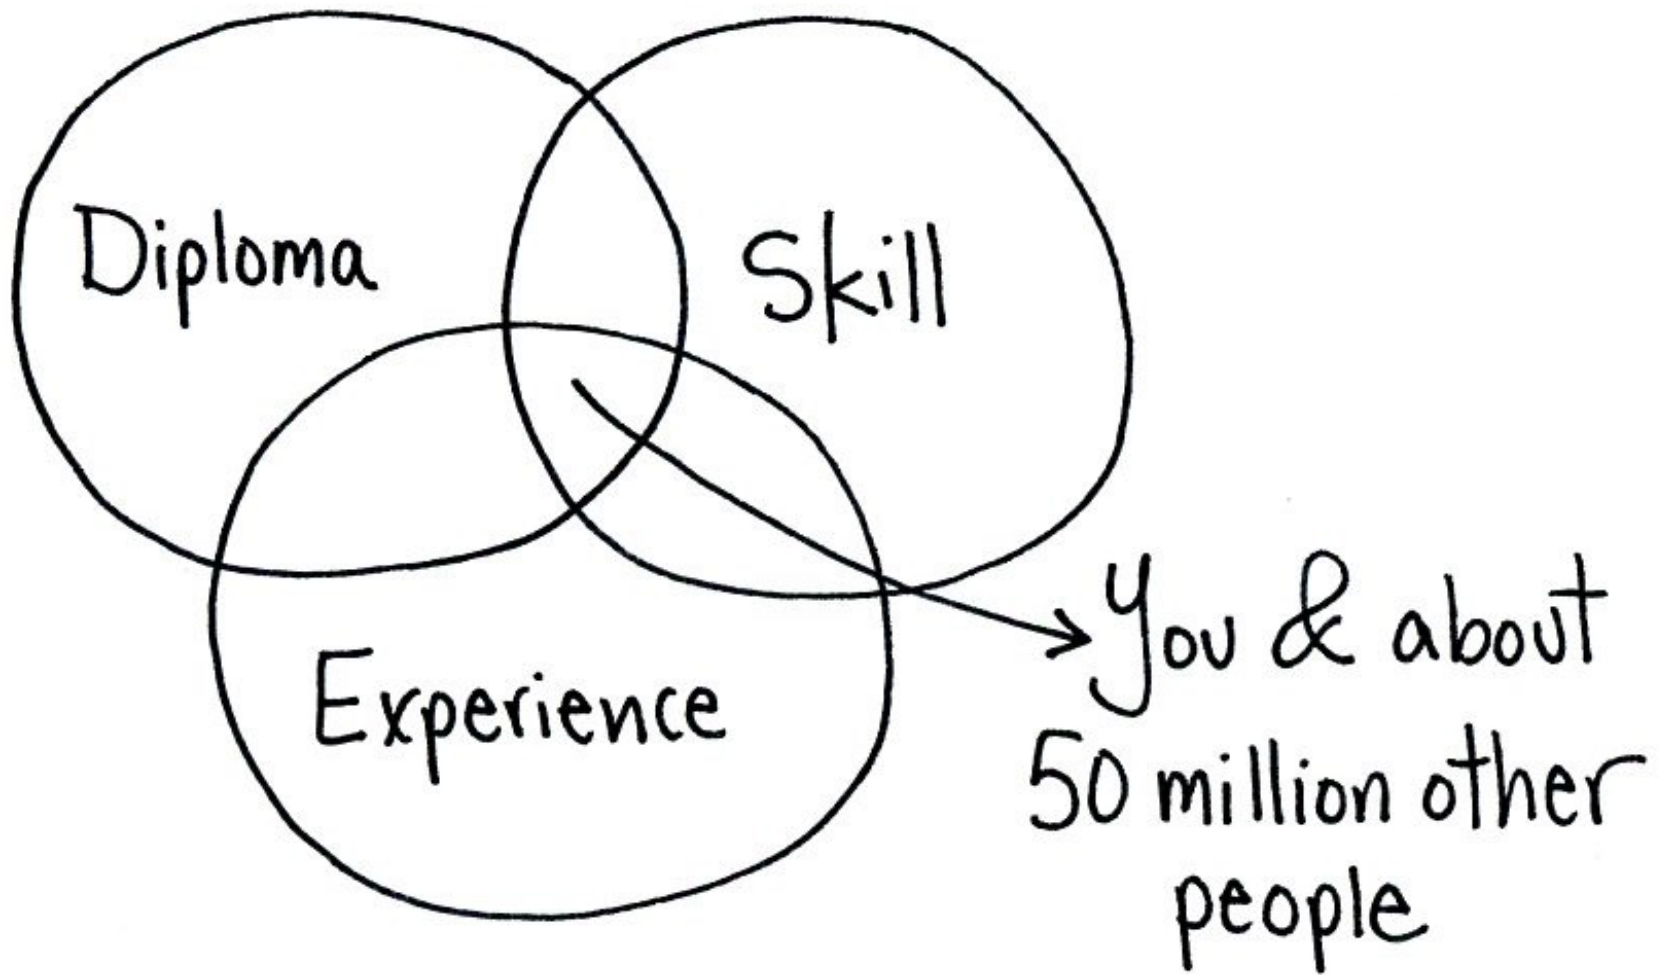 Diploma
Skill
Experience
You & about
50 million other
people